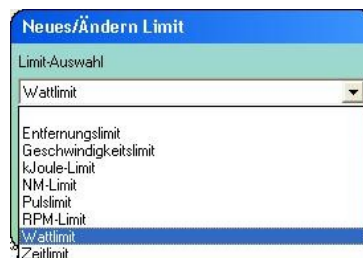 Neues/Ändern Limit
Limit-Auswahl
Wattlimit
Entfernungslimit
Geschwindigkeitslimit
kJoule-Limit
NM-Limit
Pulslimit
RPM-Limit
Wattlimit
Zeitlimit